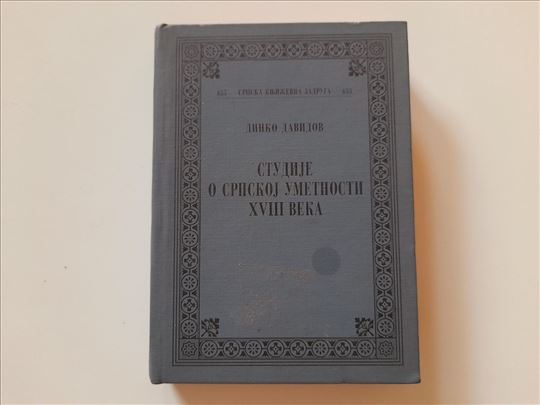 655 СРПСКА КЊИЖЕВНА ЗАДРУГА 655
ДИНКО ДАВИДОВ
СТУДИЈЕ
О СРПСКОЈ УМЕТНОСТИ
XVIII ВЕКА